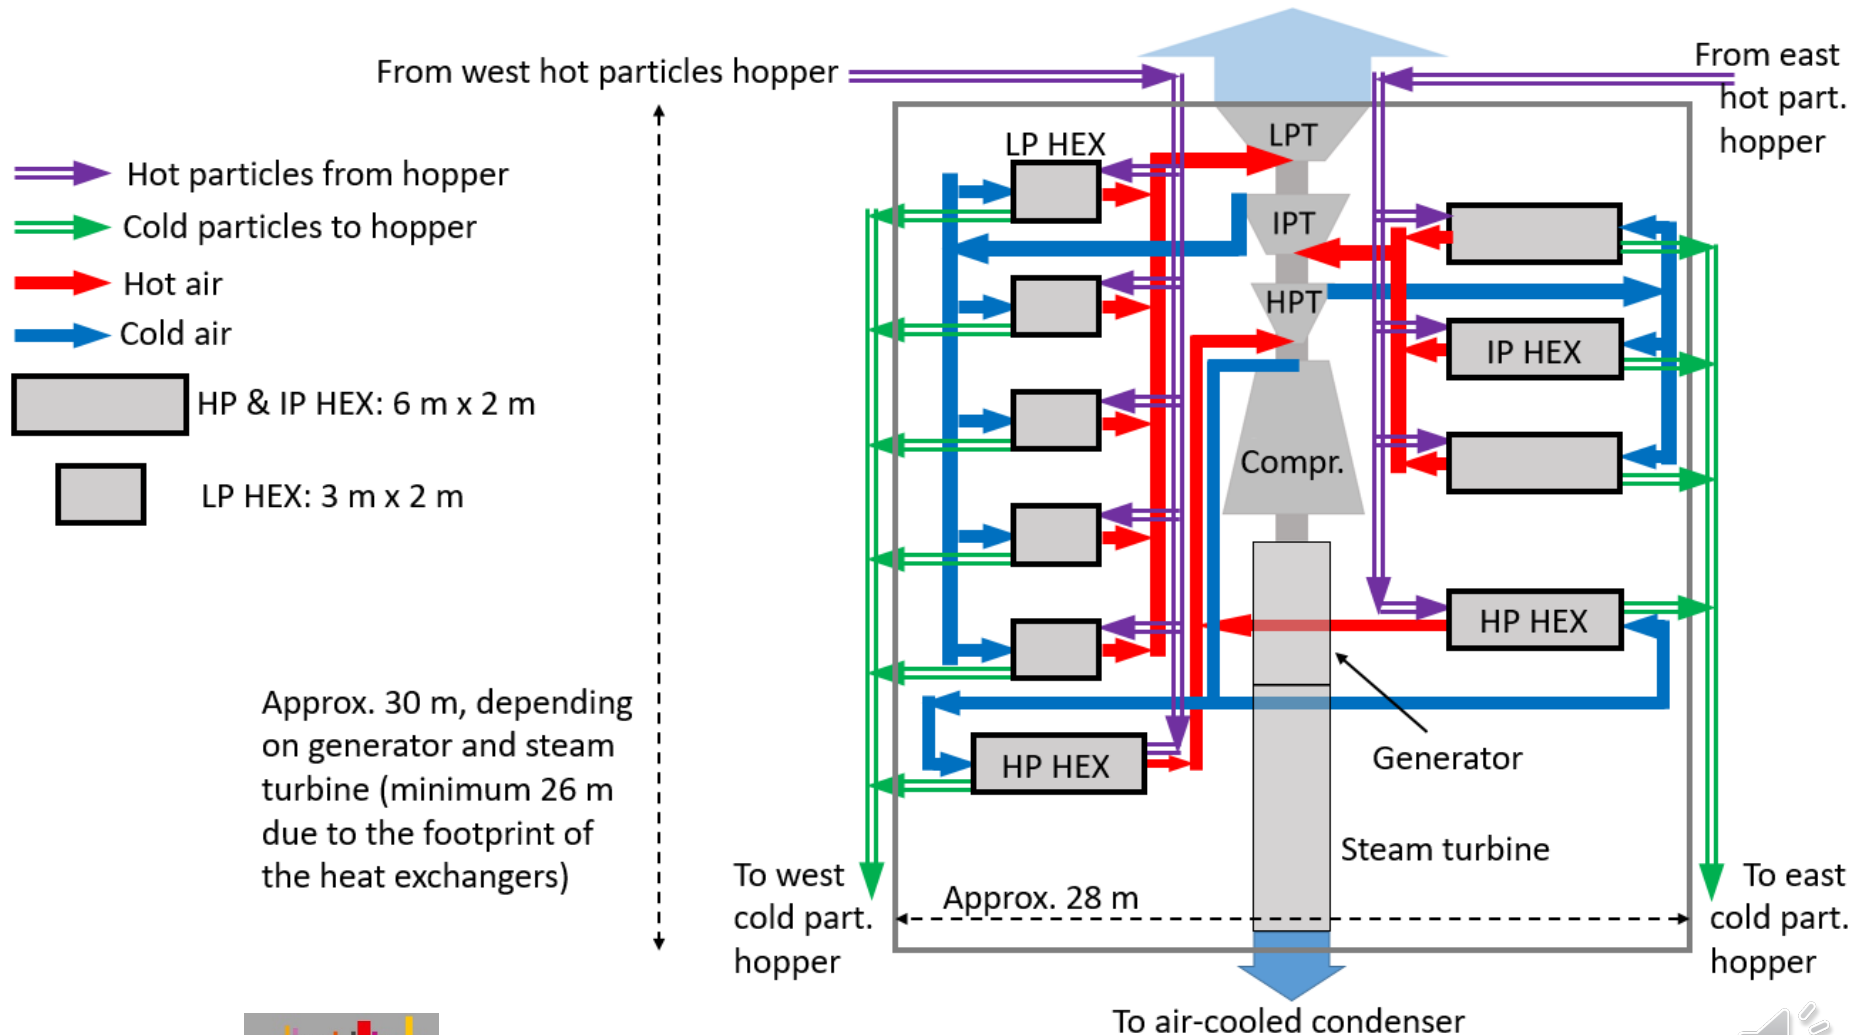 From west hot particles hopper
From east
hot part.
hopper
Hot particles from hopper
Cold particles to hopper
Hot air
Cold air
HP & IP HEX: 6 m x 2 m
LP HEX: 3 m x 2 m
LP HEX
LPT
IPT
HPT
IP HEX
Compr.
HP HEX
HP HEX
Approx. 30 m, depending
on generator and steam
turbine (minimum 26 m
due to the footprint of
the heat exchangers)
Generator
Steam turbine
To west
cold part.
hopper
Approx. 28 m
To east
cold part.
hopper
To air-cooled condenser